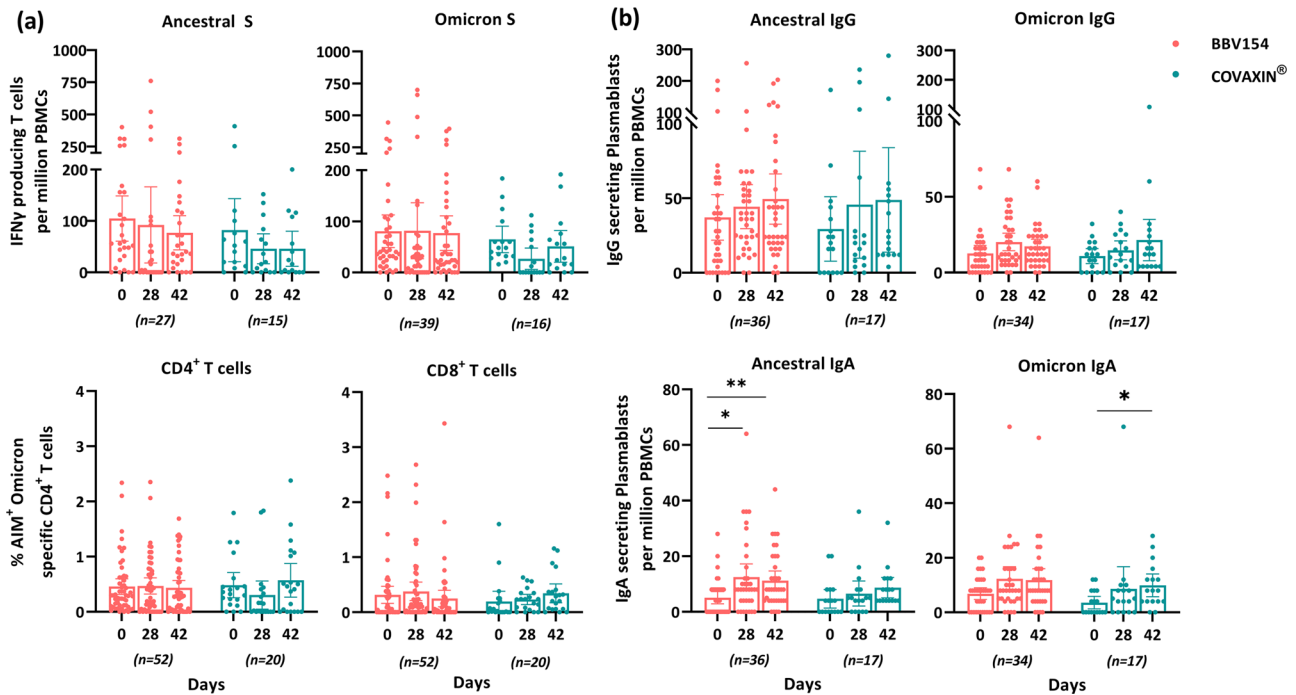 (a)
Ancestral S
Omicron S
IFNγ producing T cells
per million PBMCs
1000
750
500
250
200
100
0
0 28 42 0 28 42
(n=27) (n=15)
1000
750
500
250
200
100
0
0 28 42 0 28 42
(n=39) (n=16)
CD4+ T cells
CD8+ T cells
% AIM+ Omicron
specific CD4+ T cells
4
3
2
1
0
0 28 42 0 28 42
(n=52) (n=20)
Days
4
3
2
1
0
0 28 42 0 28 42
(n=52) (n=20)
Days
(b)
Ancestral IgG
Omicron IgG
BBV154
COVAXIN®
IgG secreting Plasmablasts
per million PBMCs
300
200
100
100
50
0
0 28 42 0 28 42
(n=36) (n=17)
300
200
100
100
50
0
0 28 42 0 28 42
(n=34) (n=17)
Ancestral IgA
Omicron IgA
IgA secreting Plasmablasts
per million PBMCs
80
60
40
20
0
**
*
0 28 42 0 28 42
(n=36) (n=17)
Days
80
60
40
20
0
*
0 28 42 0 28 42
(n=34) (n=17)
Days